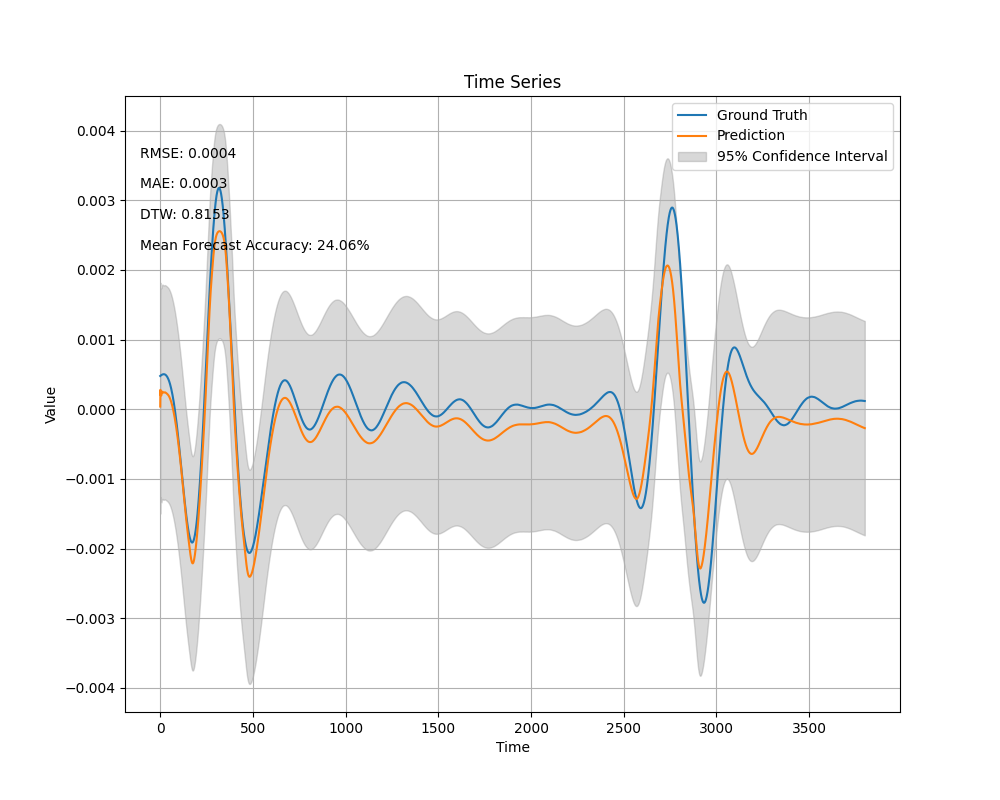 Time Series
Ground Truth
Prediction
95% Confidence Interval
RMSE: 0.0004
MAE: 0.0003
DTW: 0.8153
Mean Forecast Accuracy: 24.06%
0.004
0.003
0.002
0.001
0.000
−0.001
−0.002
−0.003
−0.004
Value
0 500 1000 1500 2000 2500 3000 3500
Time